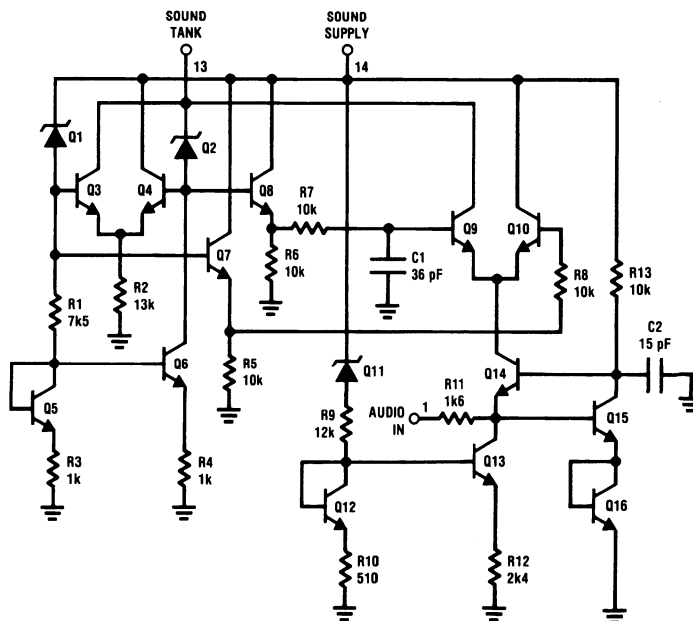 SOUND
TANK
SOUND
SUPPLY
13
14
Q1
Q2
Q3
Q4
Q8
R7
10k
Q9
Q10
Q7
R6
10k
C1
36 pF
R8
10k
R13
10k
R2
13k
R1
7k5
C2
15 pF
Q6
R5
10k
Q11
Q14
Q5
R9
12k
AUDIO
IN
1
R11
1k6
Q15
R3
1k
R4
1k
Q13
Q12
Q16
R10
510
R12
2k4